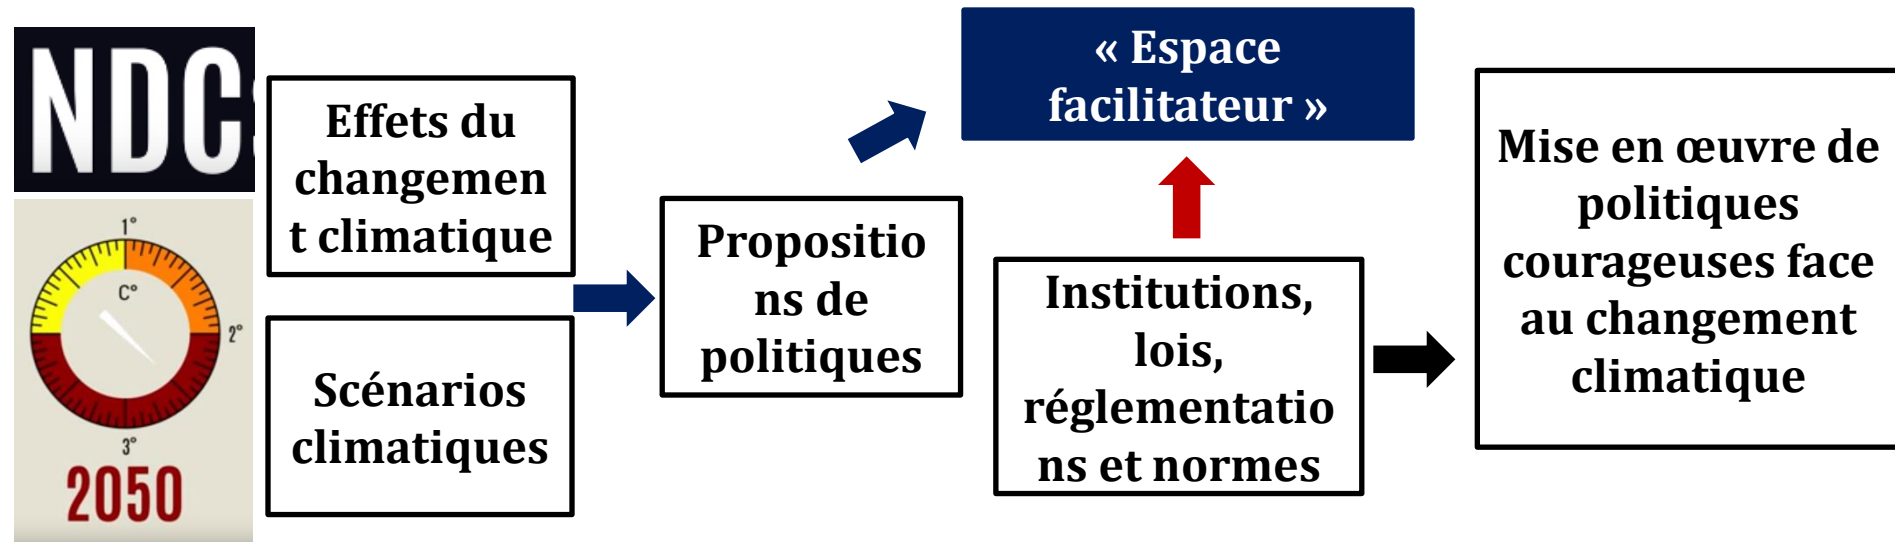 NDCs
1°
C°
2°
3°
2050
Effets du
changemen
t climatique
Scénarios
climatiques
Propositio
ns de
politiques
« Espace
facilitateur »
Institutions,
lois,
réglementatio
ns et normes
Mise en œuvre de
politiques
courageuses face
au changement
climatique